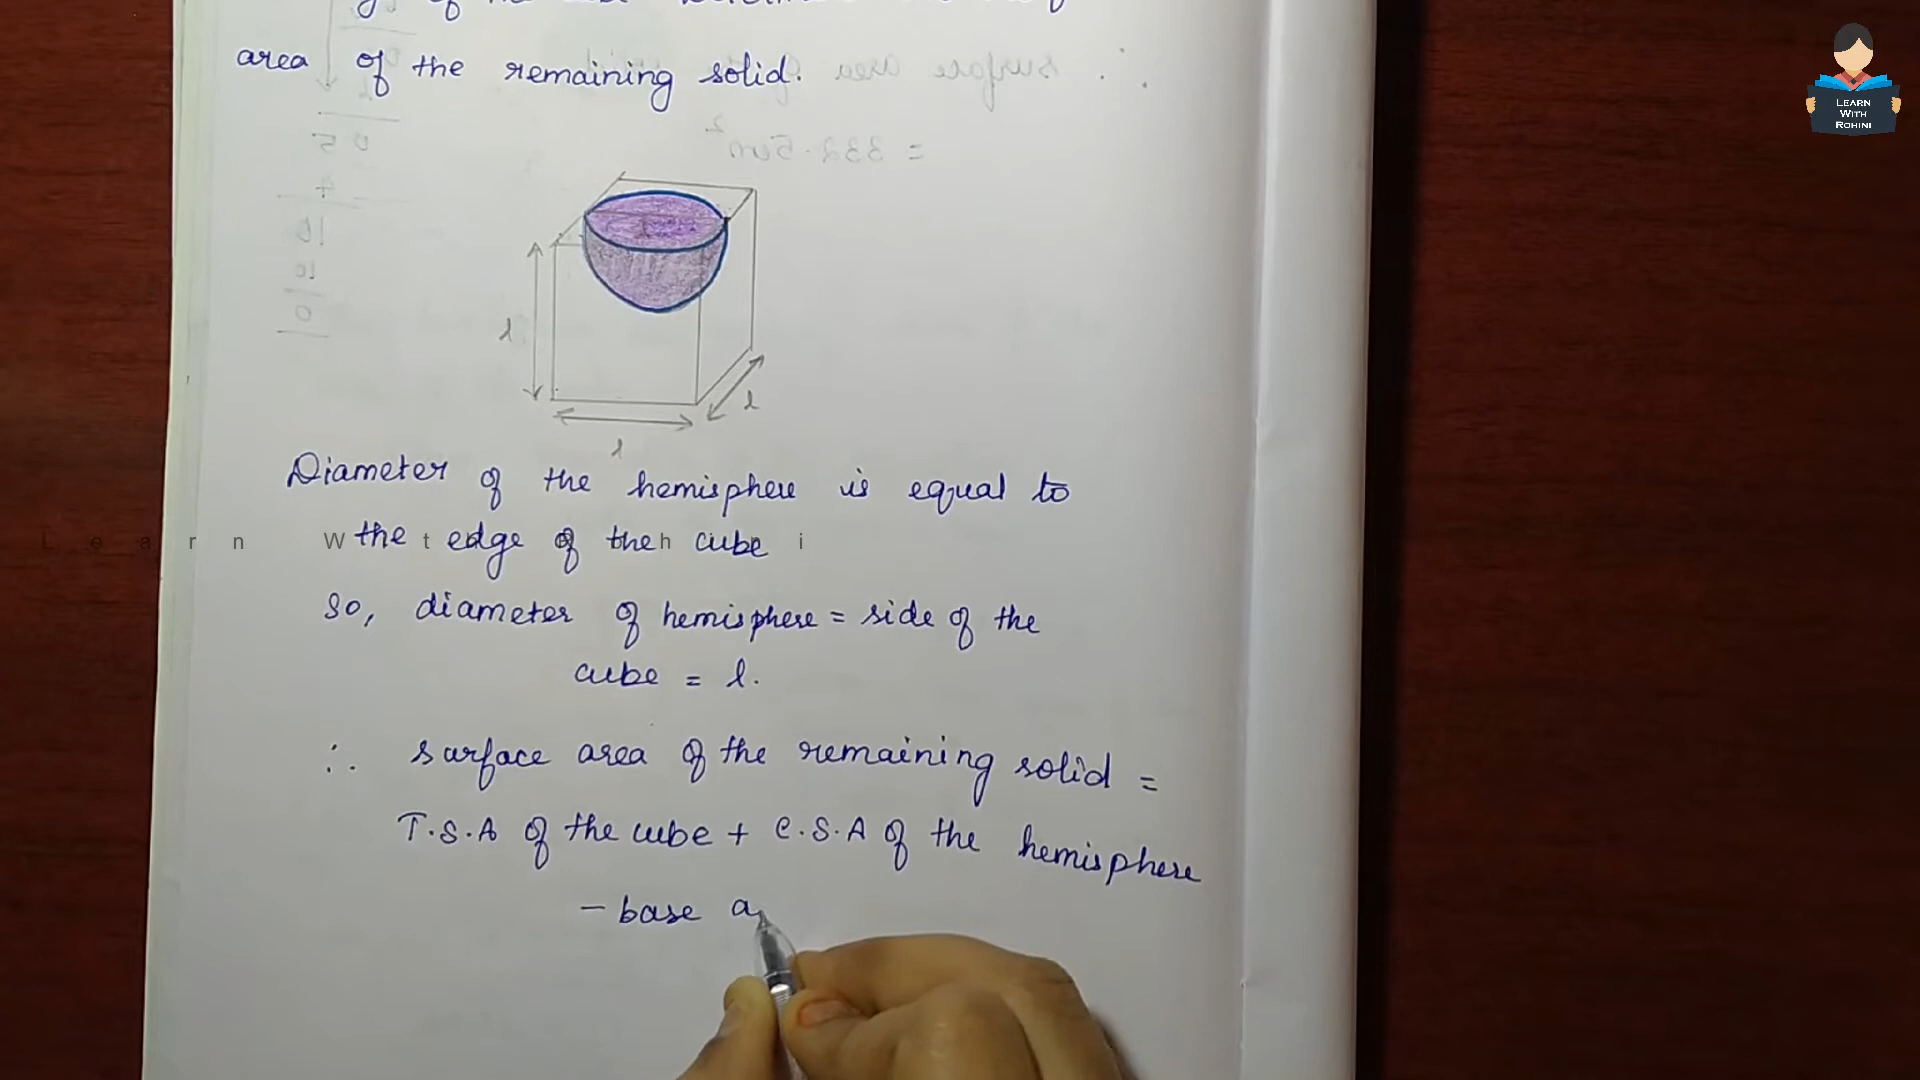 area of the remaining solid.
LEARN
WITH
ROHINI
l
l
l
Diameter of the hemisphere is equal to
the edge of the cube
so, diameter of hemisphere = side of the
cube = l.
∴ surface area of the remaining solid =
T.S.A of the cube + C.S.A of the hemisphere
- base a